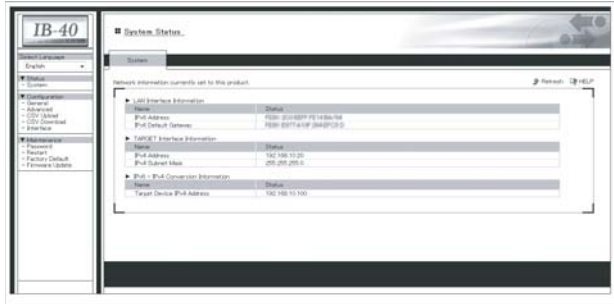 IB-40
System Status
Select Language
English
System
Network information currently set to this product.
Refresh HELP
▼ Status
- System
▼ Configuration
- General
- Advanced
- CSV Upload
- CSV Download
- Interface
▼ Maintenance
- Password
- Restart
- Factory Default
- Firmware Update
▶ LAN Interface Information
Name Status
IPv6 Address
IPv6 Default Gateway
▶ TARGET Interface Information
Name Status
IPv4 Address 192.168.10.20
IPv4 Subnet Mask 255.255.255.0
▶ IPv6 - IPv4 Conversion Information
Name Status
Target Device IPv4 Address 192.168.10.100